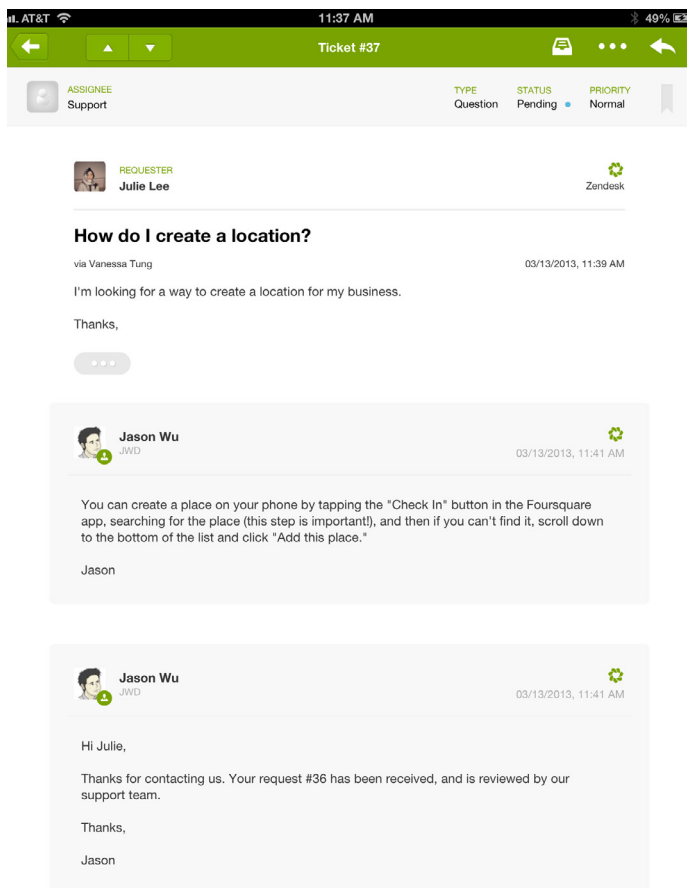 AT&T 11:37 AM 49%
Ticket #37
ASSIGNEE TYPE STATUS PRIORITY
Support Question Pending Normal
REQUESTER
Julie Lee Zendesk
How do I create a location?
via Vanessa Tung 03/13/2013, 11:39 AM
I'm looking for a way to create a location for my business.
Thanks,
Jason Wu
JWD 03/13/2013, 11:41 AM
You can create a place on your phone by tapping the "Check In" button in the Foursquare
app, searching for the place (this step is important!), and then if you can't find it, scroll down
to the bottom of the list and click "Add this place."
Jason
Jason Wu
JWD 03/13/2013, 11:41 AM
Hi Julie,
Thanks for contacting us. Your request #36 has been received, and is reviewed by our
support team.
Thanks,
Jason